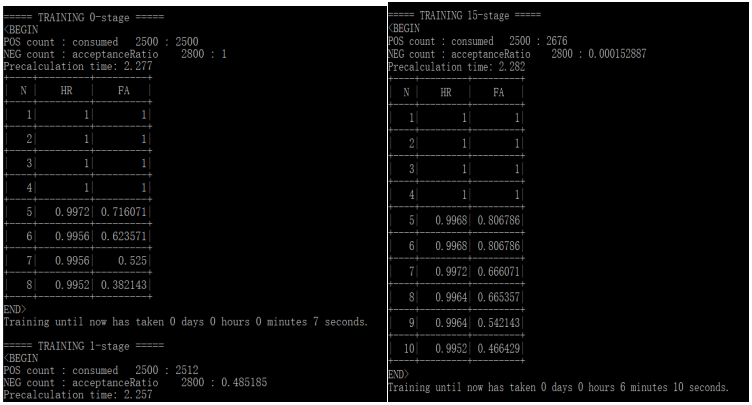 ===== TRAINING 0-stage =====
<BEGIN
POS count : consumed   2500 : 2500
NEG count : acceptanceRatio    2800 : 1
Precalculation time: 2.277
+----+---------+---------+
|  N |    HR   |    FA   |
+----+---------+---------+
|   1|        1|        1|
+----+---------+---------+
|   2|        1|        1|
+----+---------+---------+
|   3|        1|        1|
+----+---------+---------+
|   4|        1|        1|
+----+---------+---------+
|   5|   0.9972| 0.716071|
+----+---------+---------+
|   6|   0.9956| 0.623571|
+----+---------+---------+
|   7|   0.9956|    0.525|
+----+---------+---------+
|   8|   0.9952| 0.382143|
+----+---------+---------+
END>
Training until now has taken 0 days 0 hours 0 minutes 7 seconds.
===== TRAINING 1-stage =====
<BEGIN
POS count : consumed   2500 : 2512
NEG count : acceptanceRatio    2800 : 0.485185
Precalculation time: 2.257
===== TRAINING 15-stage =====
<BEGIN
POS count : consumed   2500 : 2676
NEG count : acceptanceRatio    2800 : 0.000152887
Precalculation time: 2.282
+----+---------+---------+
|  N |    HR   |    FA   |
+----+---------+---------+
|   1|        1|        1|
+----+---------+---------+
|   2|        1|        1|
+----+---------+---------+
|   3|        1|        1|
+----+---------+---------+
|   4|        1|        1|
+----+---------+---------+
|   5|   0.9968| 0.806786|
+----+---------+---------+
|   6|   0.9968| 0.806786|
+----+---------+---------+
|   7|   0.9972| 0.666071|
+----+---------+---------+
|   8|   0.9964| 0.665357|
+----+---------+---------+
|   9|   0.9964| 0.542143|
+----+---------+---------+
|  10|   0.9952| 0.466429|
+----+---------+---------+
END>
Training until now has taken 0 days 0 hours 6 minutes 10 seconds.